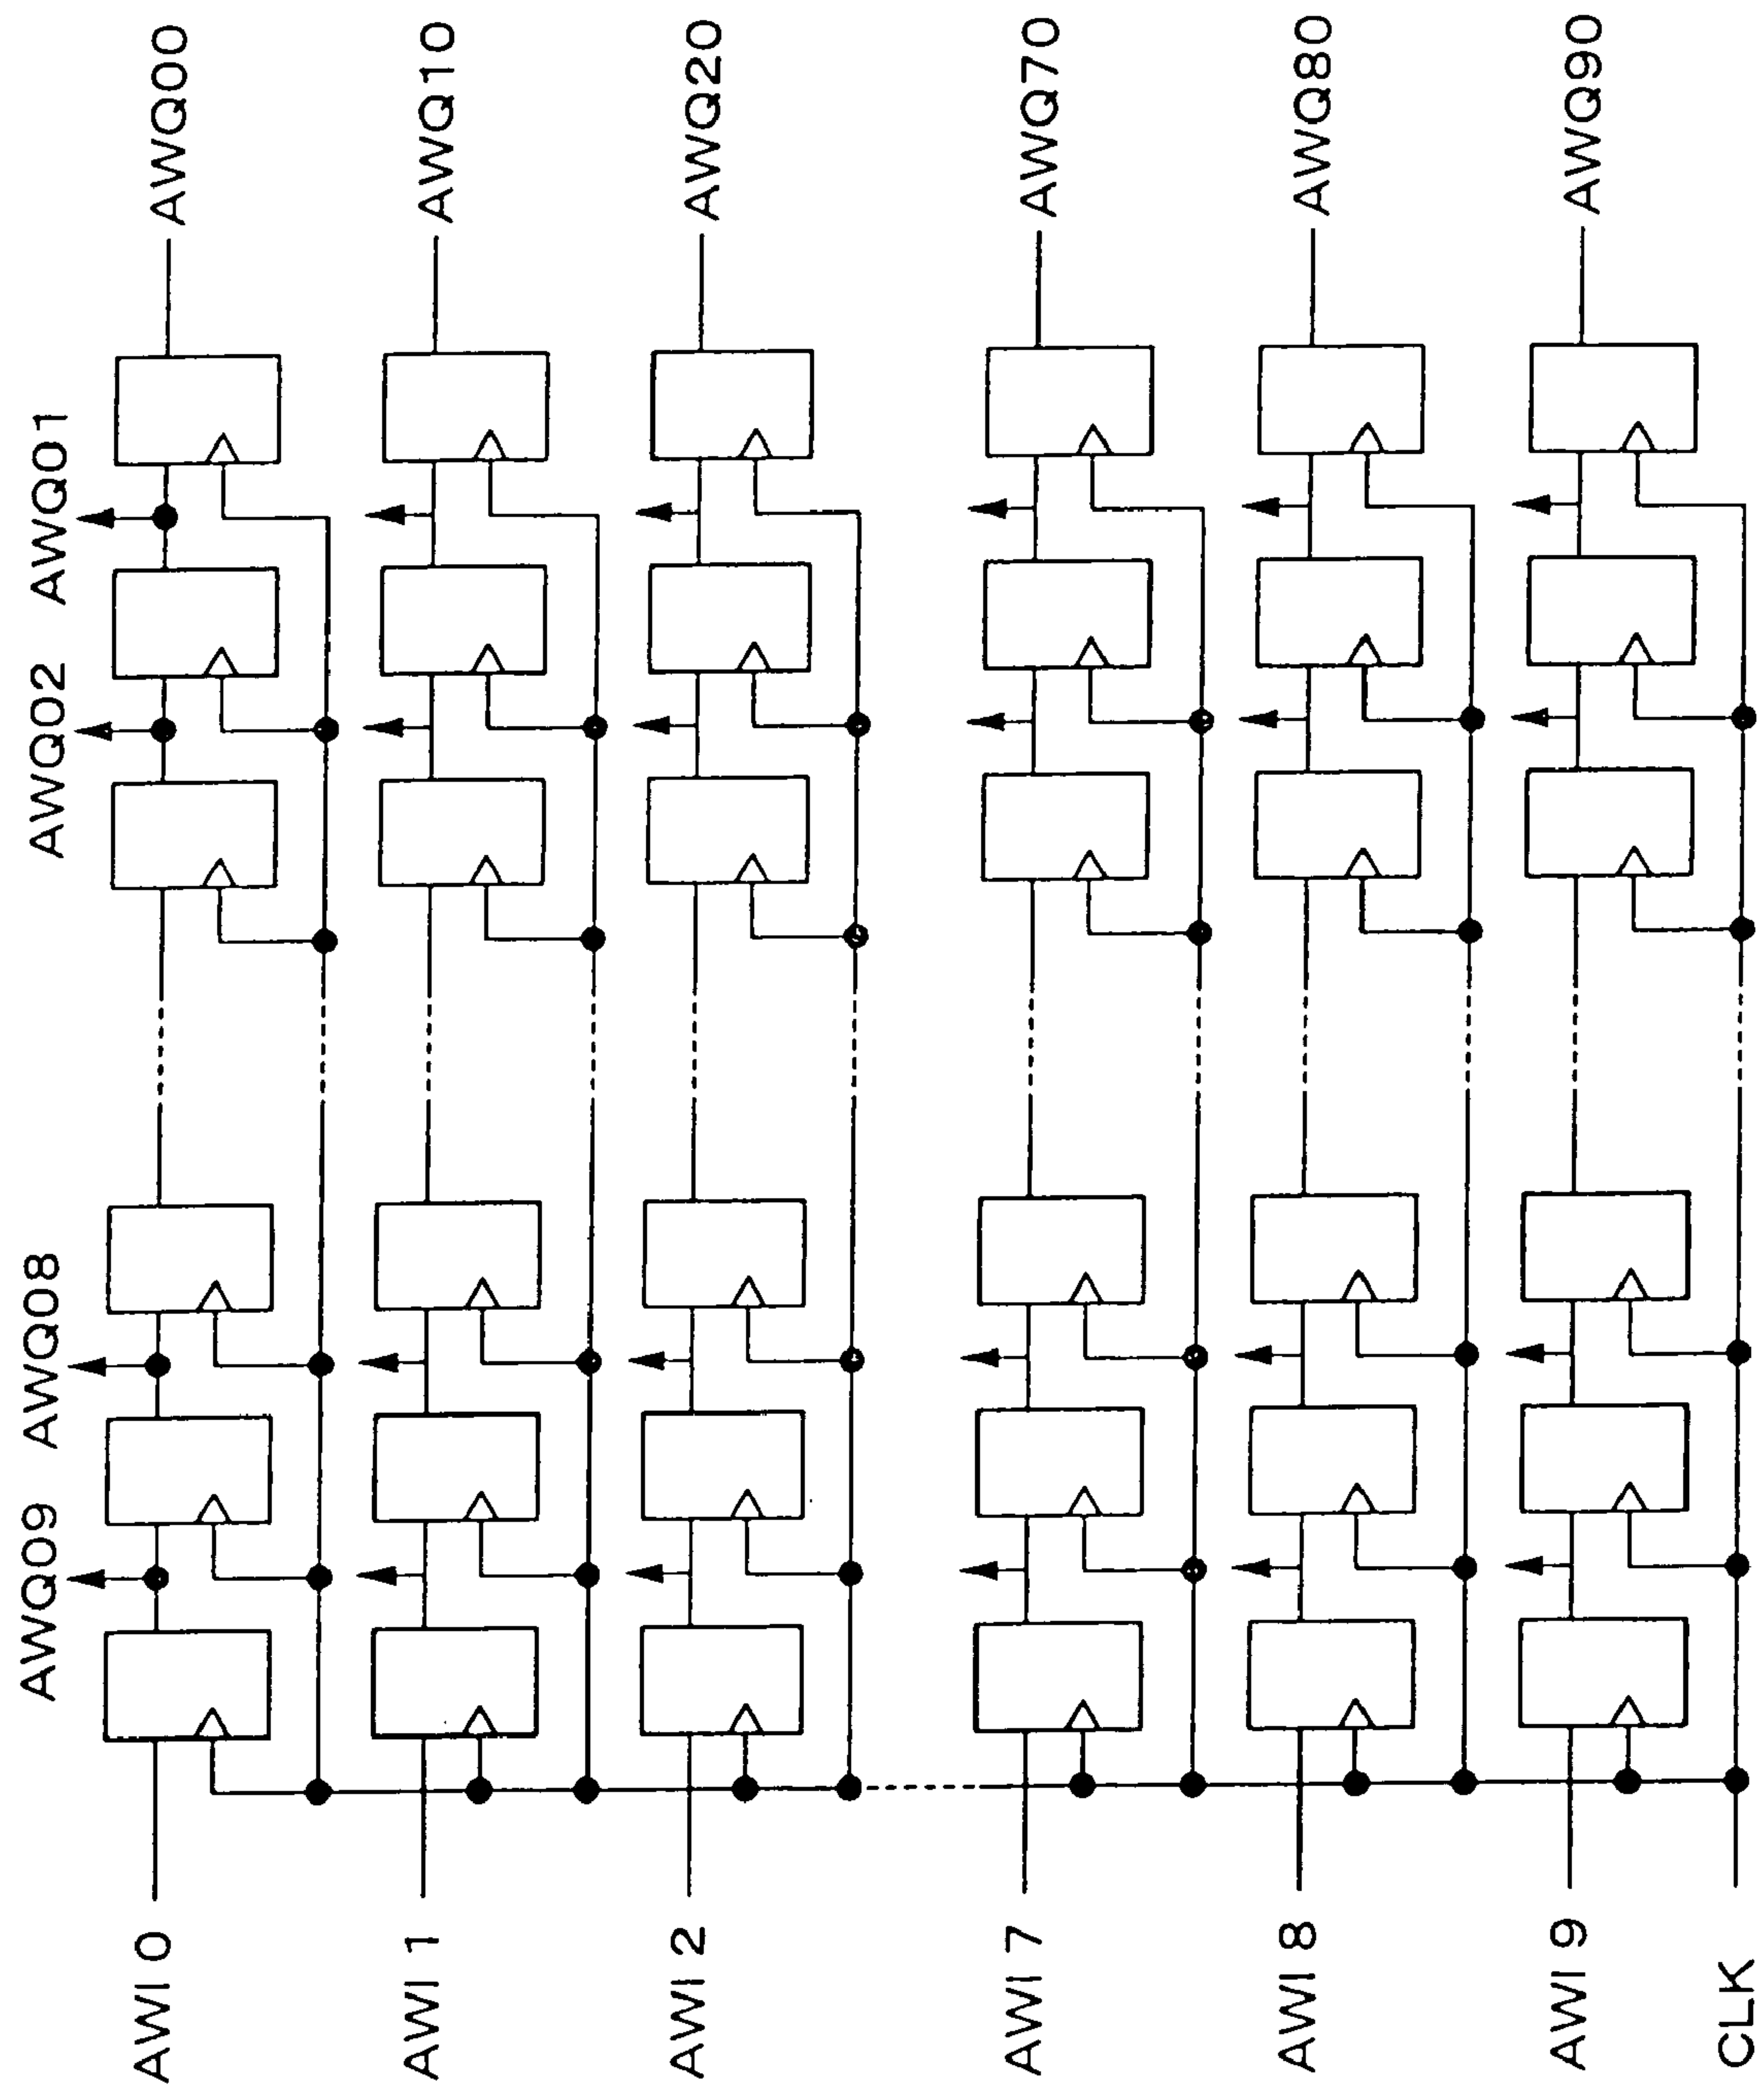 AWQ09 AWQ08 AWQ02 AWQ01
AWI 0 AWQ00
AWI 1 AWQ10
AWI 2 AWQ20
AWI 7 AWQ70
AWI 8 AWQ80
AWI 9 AWQ90
CLK